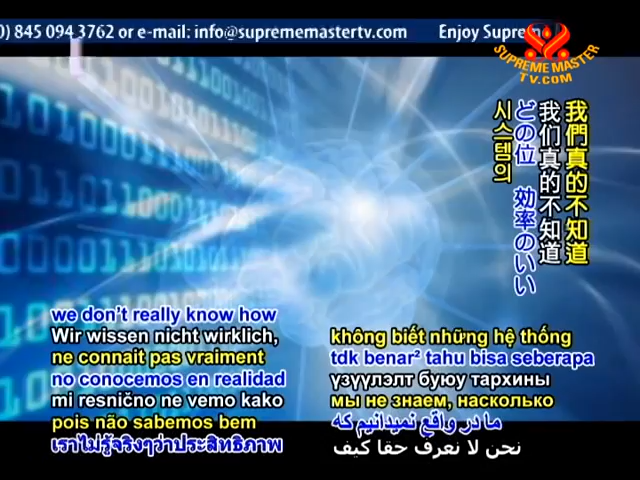 0) 845 094 3762 or e-mail: info@suprememastertv.com Enjoy Suprem
SUPREME MASTER
TV.COM
我們真的不知道
我们真的不知道
どの位 効率のいい
시스템의
we don't really know how
Wir wissen nicht wirklich,
ne connait pas vraiment
no conocemos en realidad
mi resnično ne vemo kako
pois não sabemos bem
เราไม่รู้จริงๆว่าประสิทธิภาพ
không biết những hệ thống
tdk benar² tahu bisa seberapa
үзүүлэлт буюу тархины
мы не знаем, насколько
ما در واقع نمیدانیم که
نحن لا نعرف حقا كيف